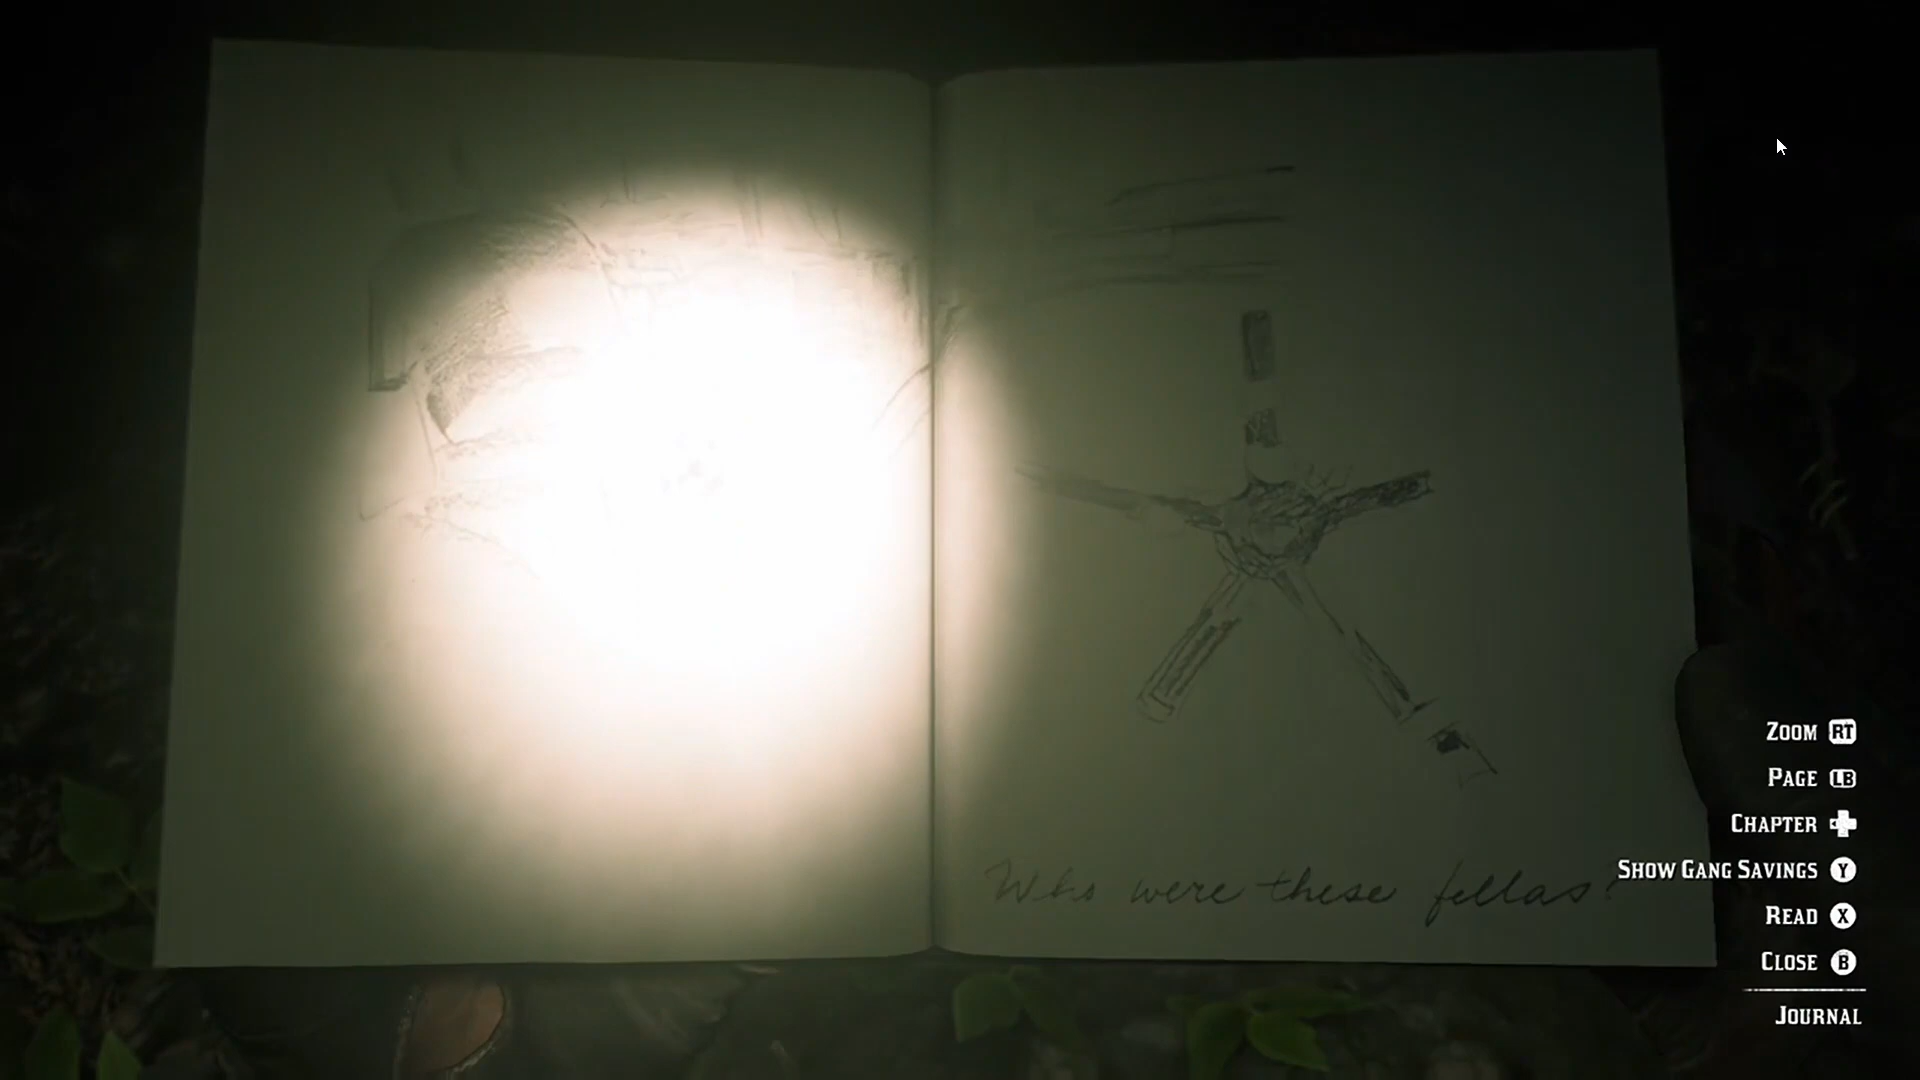 Who were these fellas?
Zoom RT
Page LB
Chapter
Show Gang Savings Y
Read X
Close B
Journal